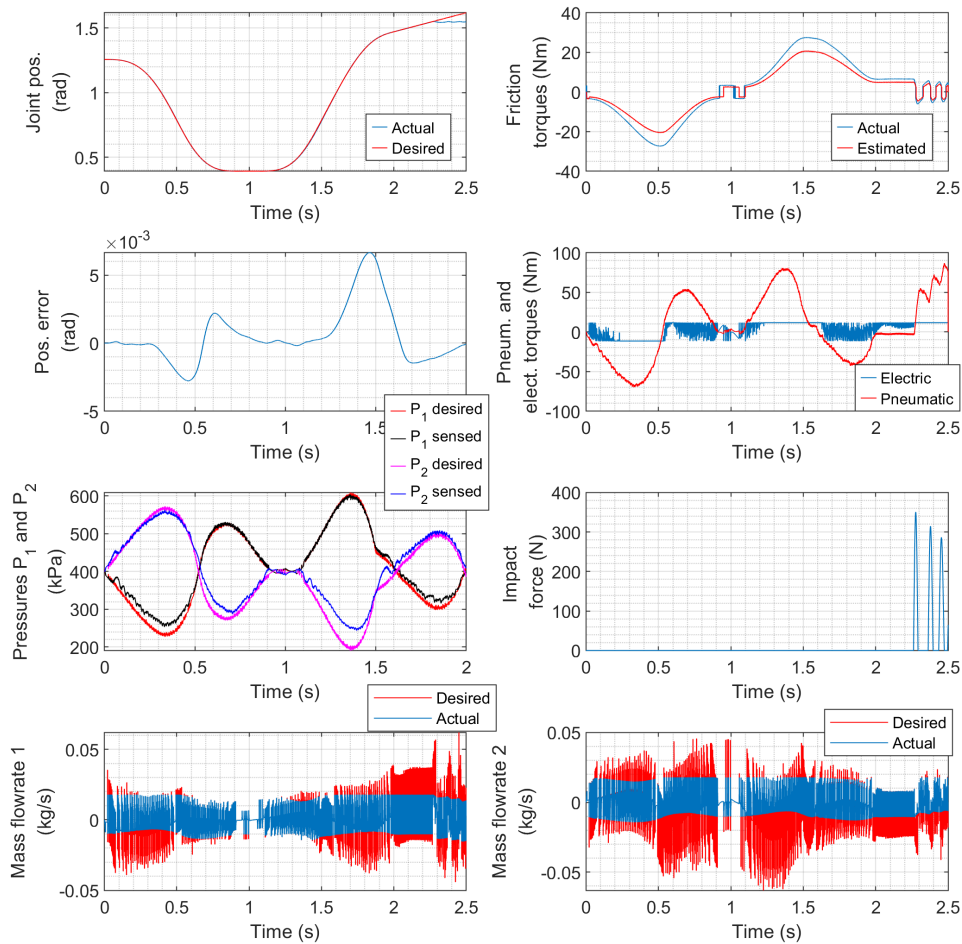 Joint pos.
(rad)
1.5
1
0.5
0
0.5
1
1.5
2
2.5
Time (s)
Actual
Desired
Friction
torques (Nm)
40
20
0
-20
-40
0
0.5
1
1.5
2
2.5
Time (s)
Actual
Estimated
×10⁻³
Pos. error
(rad)
5
0
-5
0
0.5
1
1.5
Time (s)
Pneum. and
elect. torques (Nm)
100
50
0
-50
-100
0
0.5
1
1.5
2
2.5
Time (s)
Electric
Pneumatic
P₁ desired
P₁ sensed
P₂ desired
P₂ sensed
Pressures P₁ and P₂
(kPa)
600
500
400
300
200
0
0.5
1
1.5
2
Time (s)
Impact
force (N)
400
300
200
100
0
0
0.5
1
1.5
2
2.5
Time (s)
Desired
Actual
Mass flowrate 1
(kg/s)
0.05
0
-0.05
0
0.5
1
1.5
2
2.5
Time (s)
Desired
Actual
Mass flowrate 2
(kg/s)
0.05
0
-0.05
0
0.5
1
1.5
2
2.5
Time (s)